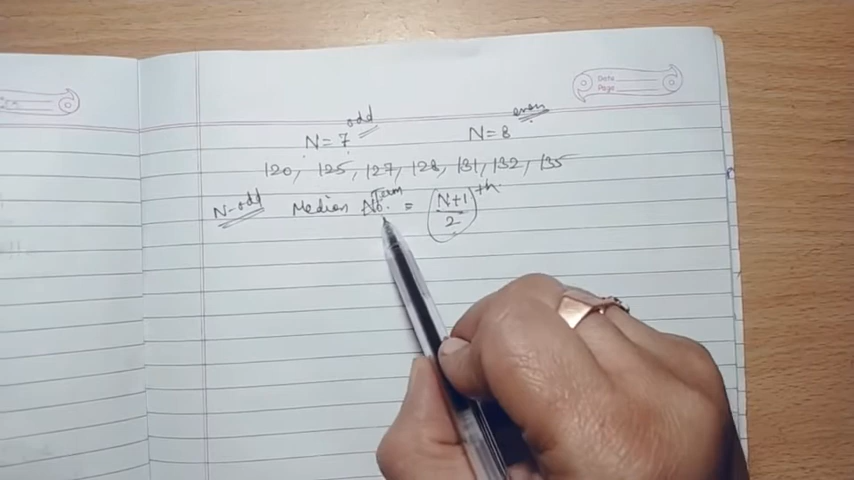 Date
Page
N = 7 odd N = 8 even
120, 125, 127, 128, 131, 132, 135
N-odd Median Term No. = (N+1/2)th